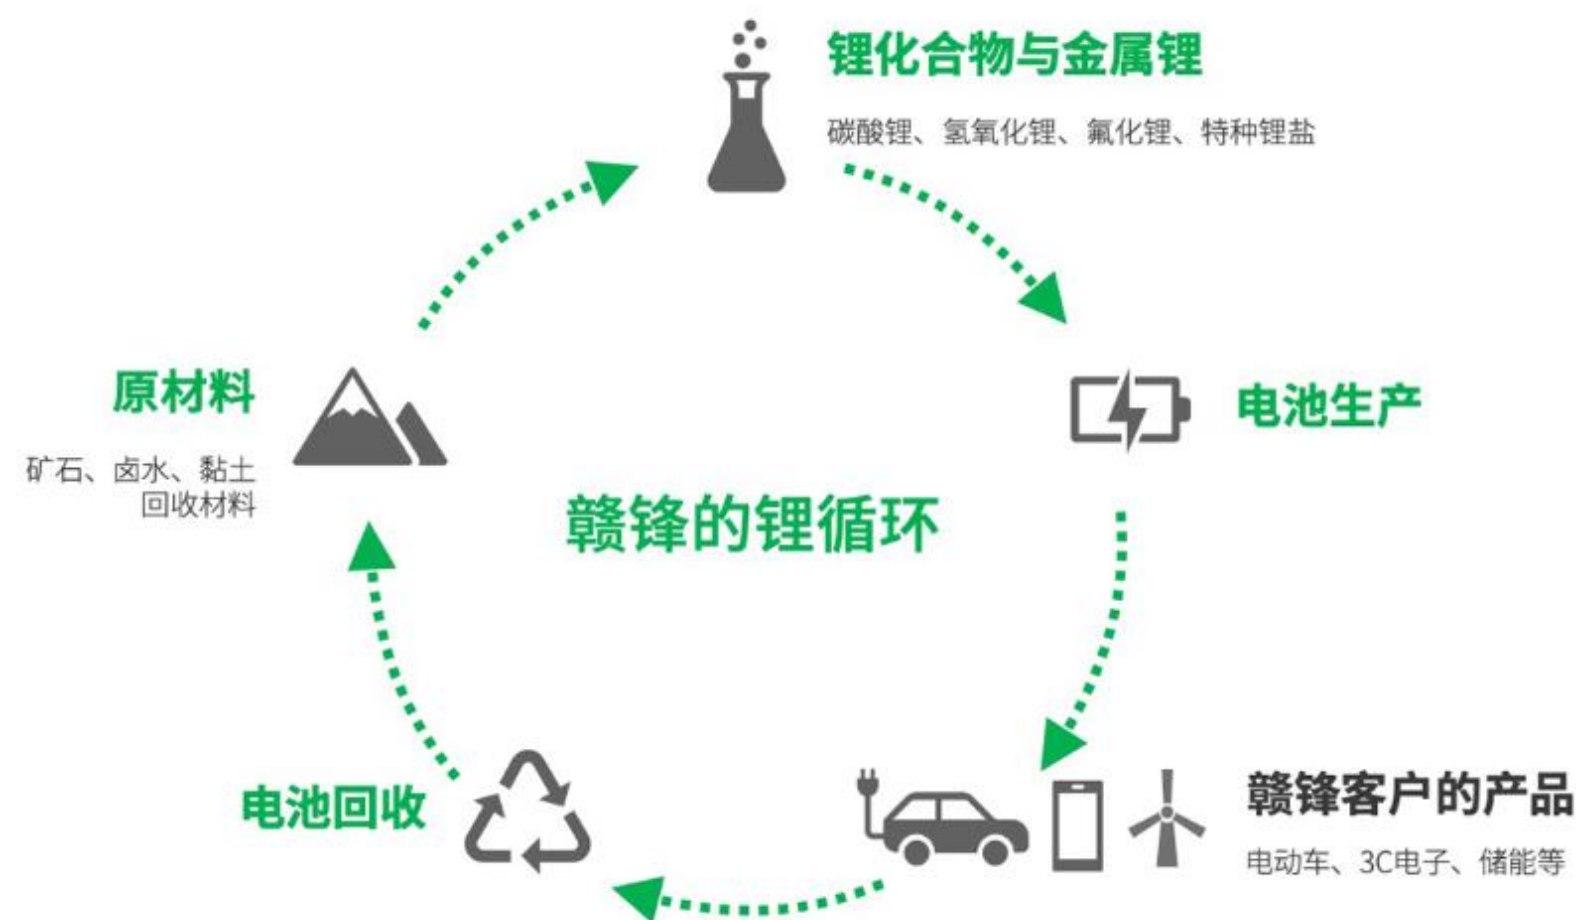 锂化合物与金属锂
碳酸锂、氢氧化锂、氟化锂、特种锂盐
原材料
矿石、卤水、黏土
回收材料
电池生产
赣锋的锂循环
电池回收
赣锋客户的产品
电动车、3C电子、储能等